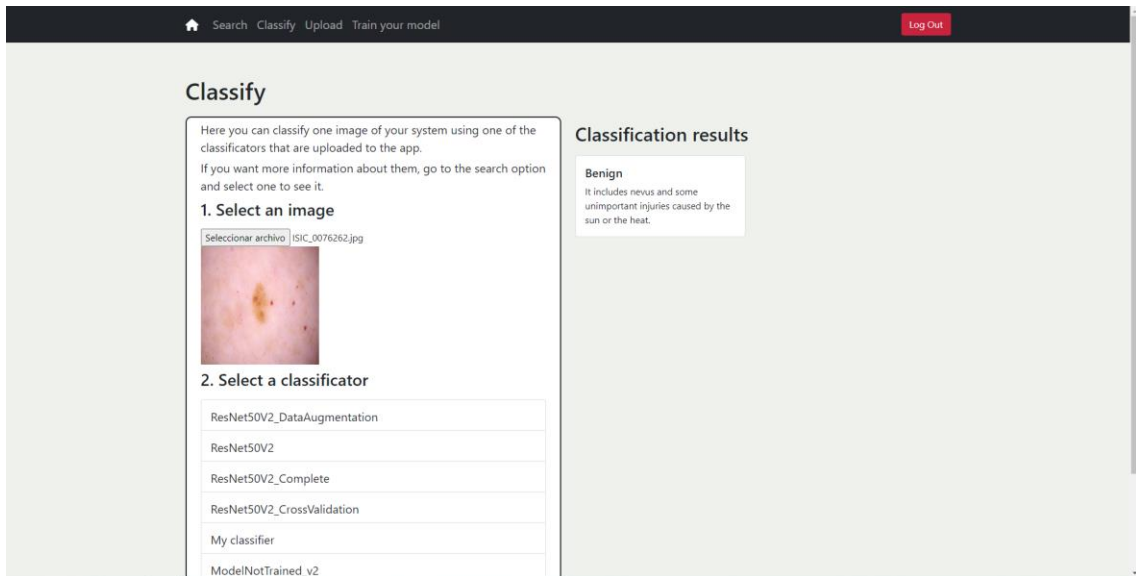 Search Classify Upload Train your model Log Out
Classify
Here you can classify one image of your system using one of the
classificators that are uploaded to the app.
If you want more information about them, go to the search option
and select one to see it.
1. Select an image
Seleccionar archivo ISIC_0076262.jpg
2. Select a classificator
ResNet50V2_DataAugmentation
ResNet50V2
ResNet50V2_Complete
ResNet50V2_CrossValidation
My classifier
ModelNotTrained_v2
Classification results
Benign
It includes nevus and some
unimportant injuries caused by the
sun or the heat.